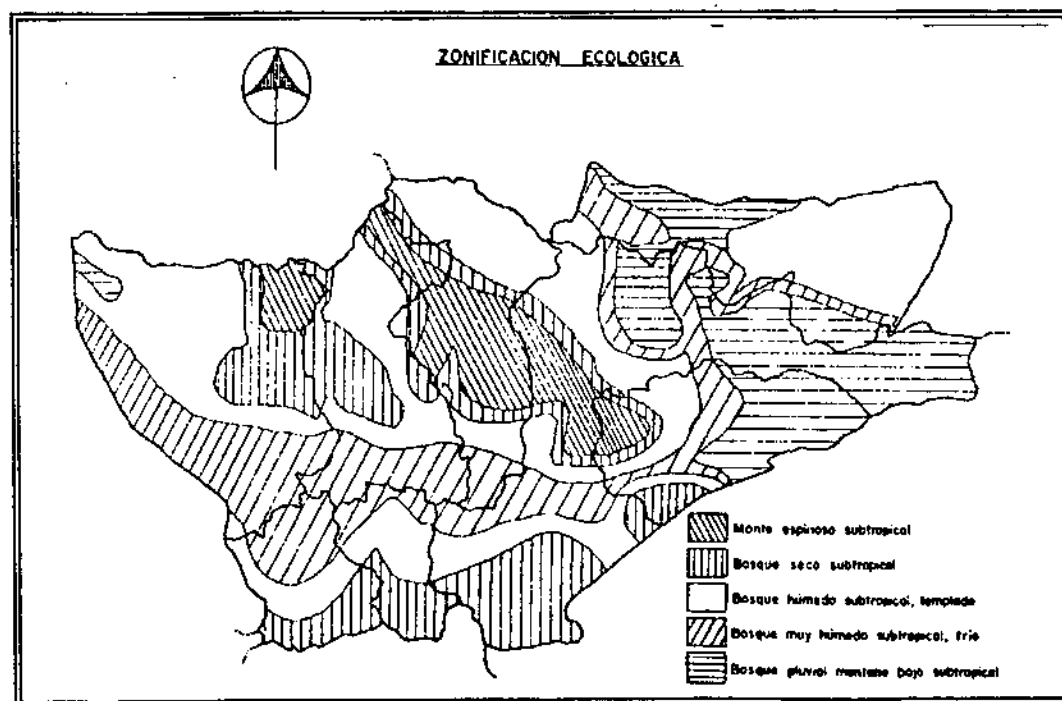 ZONIFICACION ECOLOGICA
Monte espinoso subtropical
Bosque seco subtropical
Bosque húmedo subtropical, templado
Bosque muy húmedo subtropical, frío
Bosque pluvial montano bajo subtropical